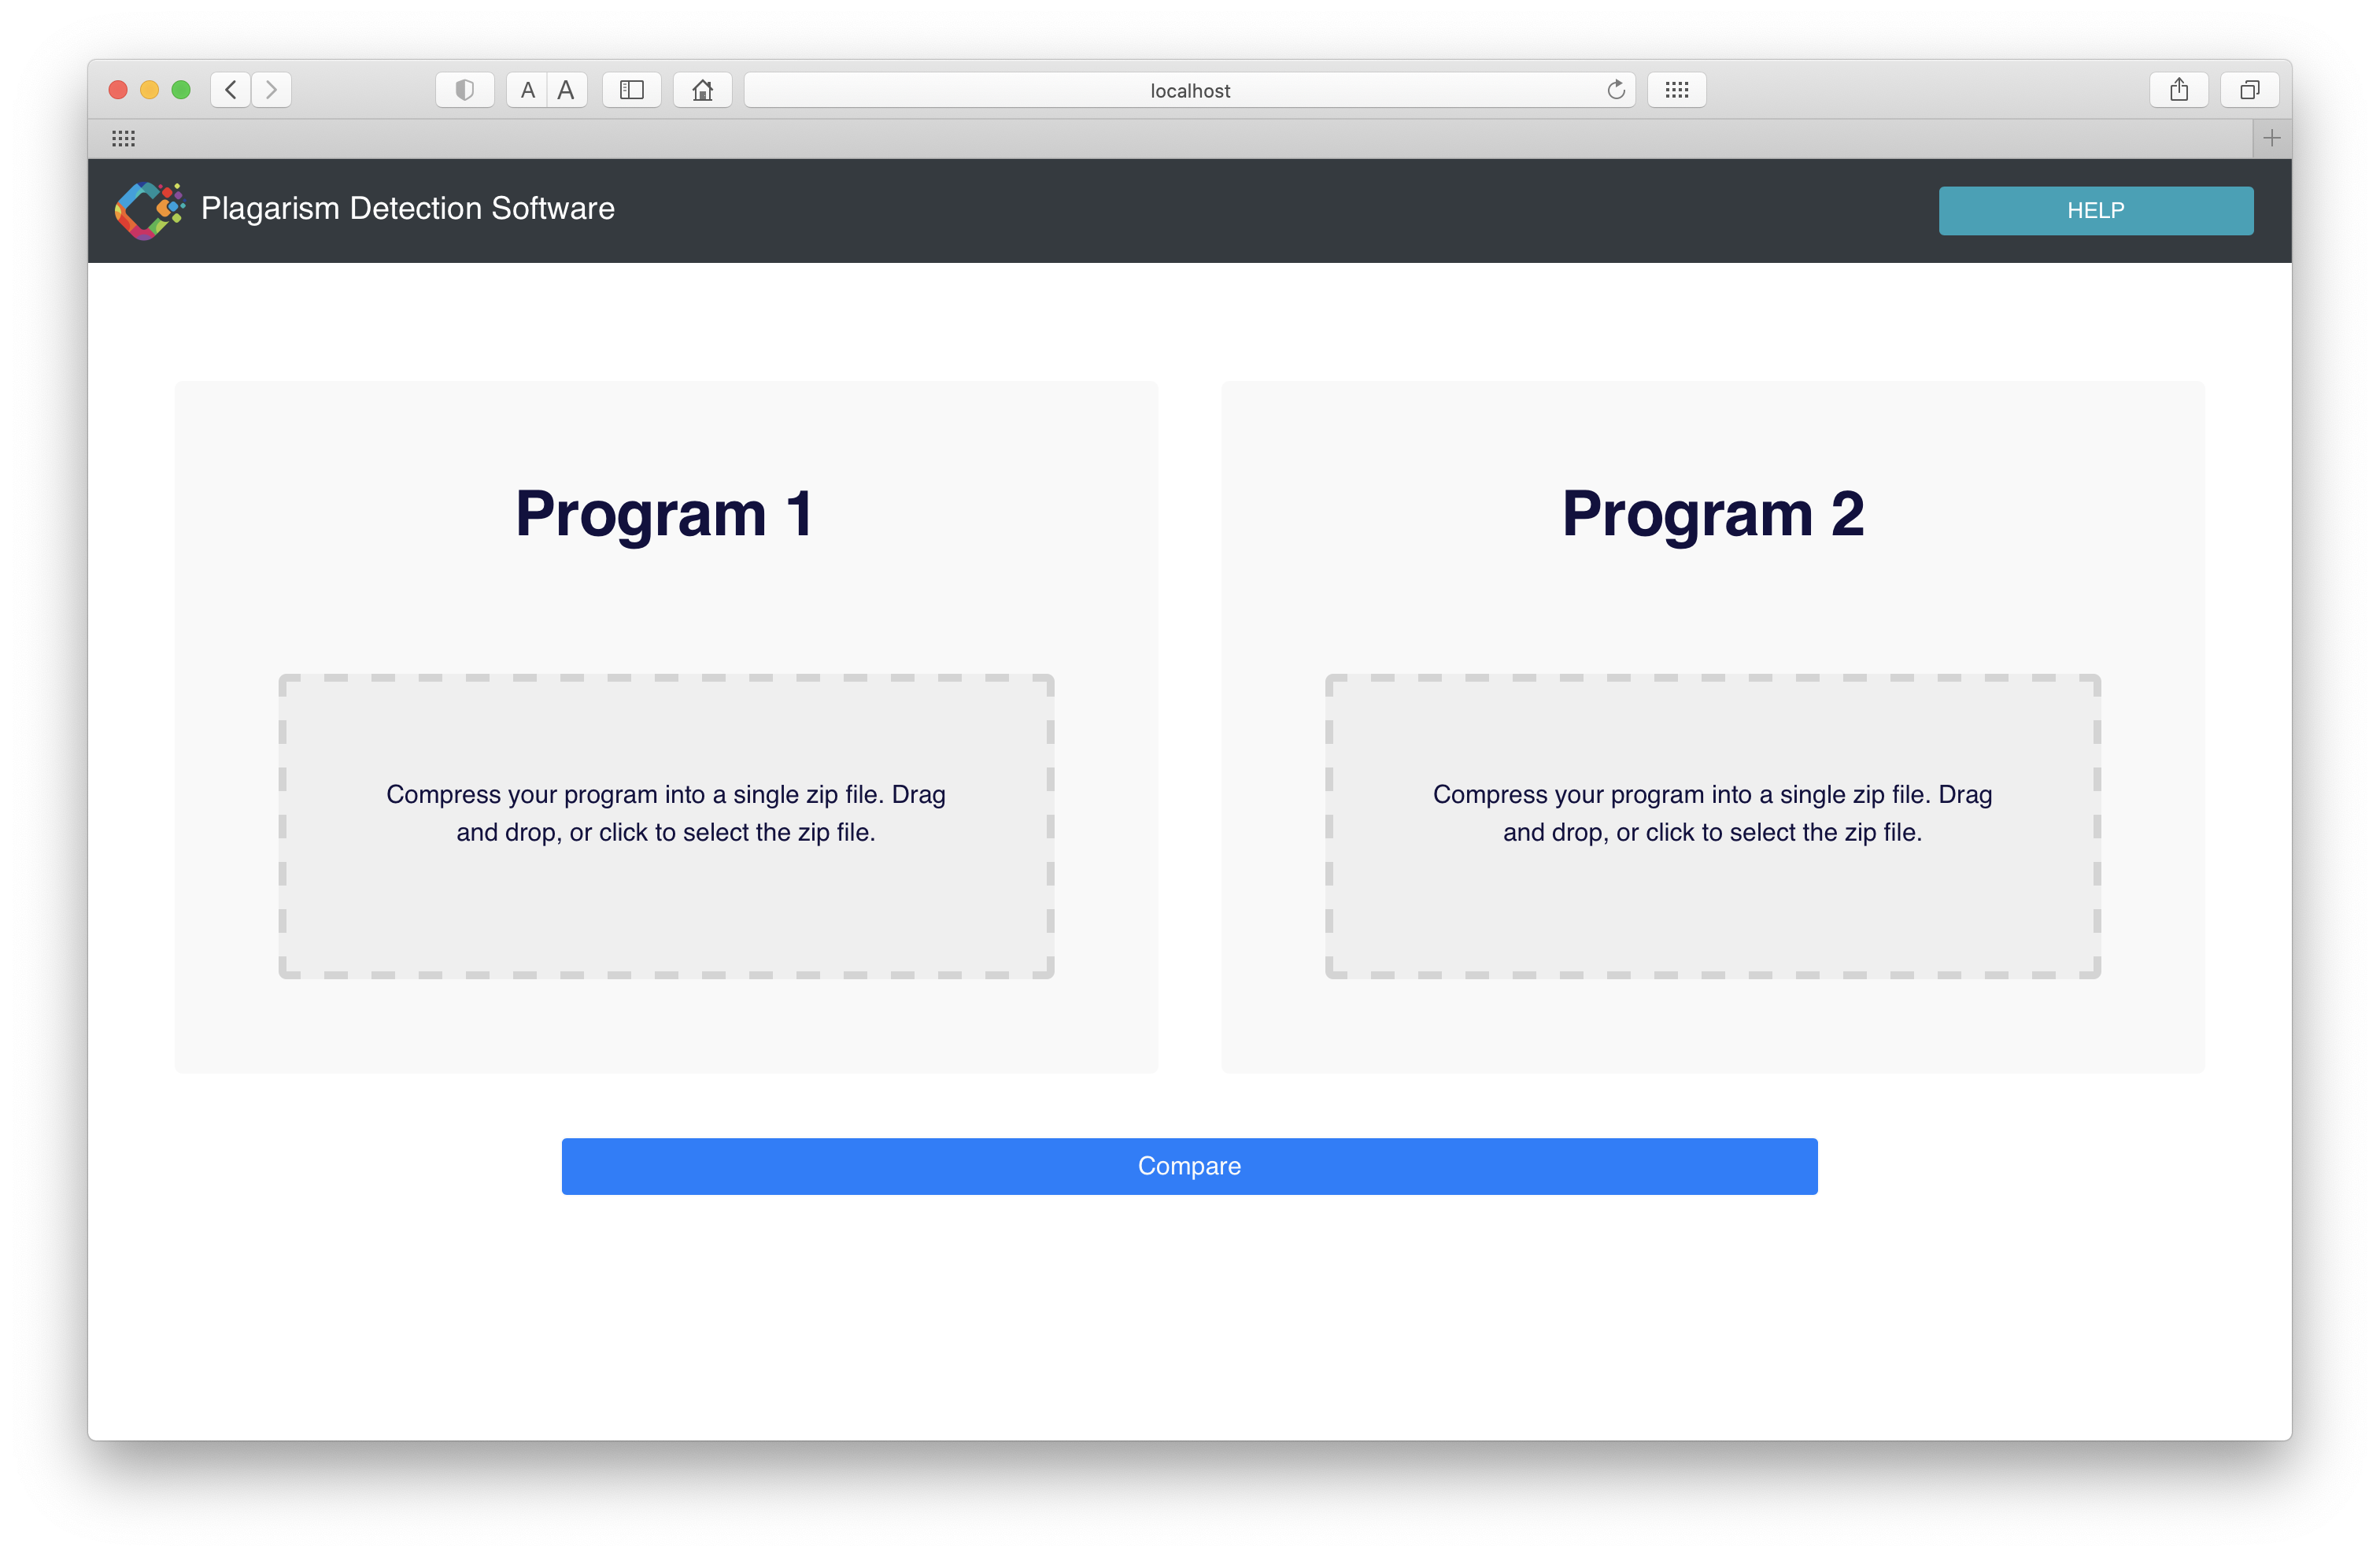 A A
localhost
Plagarism Detection Software
HELP
Program 1
Compress your program into a single zip file. Drag
and drop, or click to select the zip file.
Program 2
Compress your program into a single zip file. Drag
and drop, or click to select the zip file.
Compare